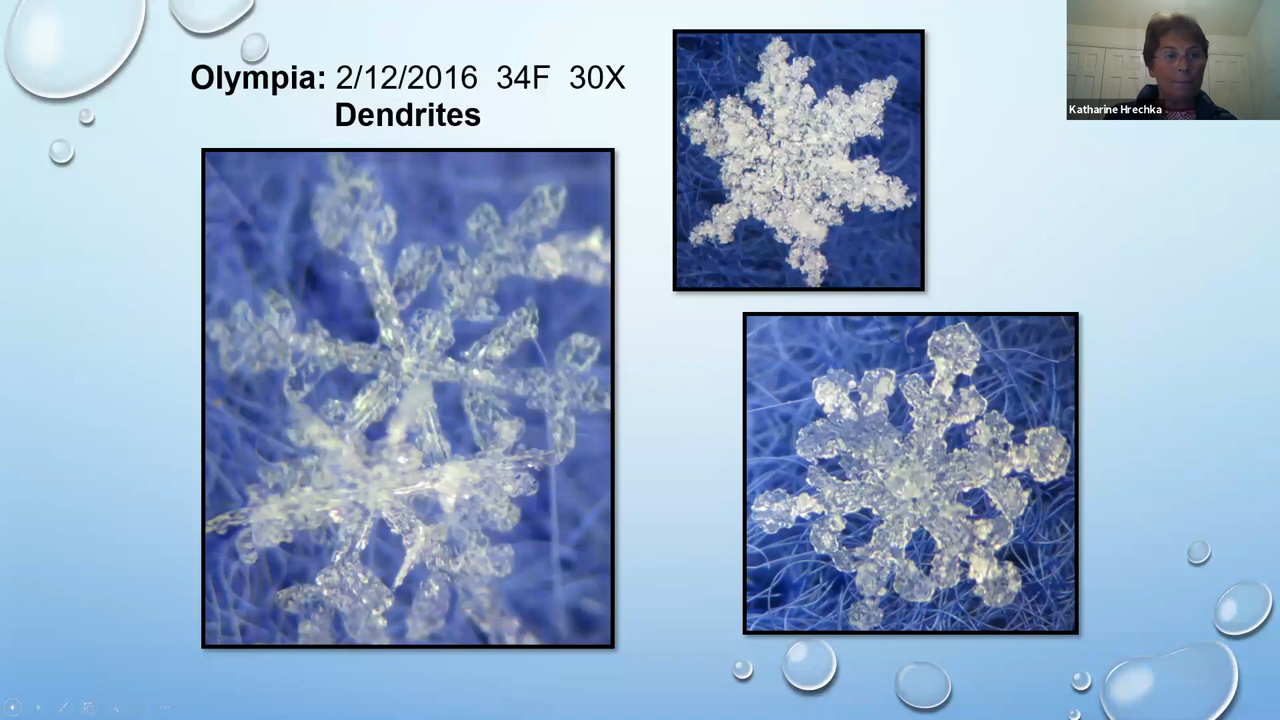 Olympia: 2/12/2016 34F 30X
Dendrites
Katharine Hrechka